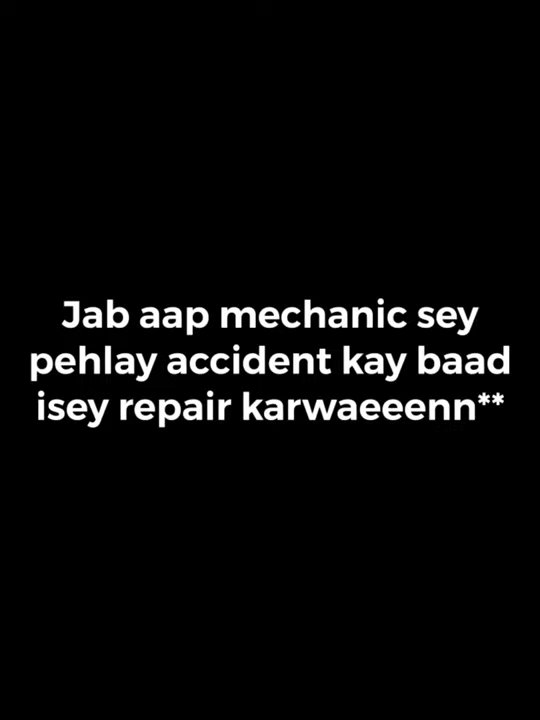 Jab aap mechanic sey
pehlay accident kay baad
isey repair karwaeeenn**